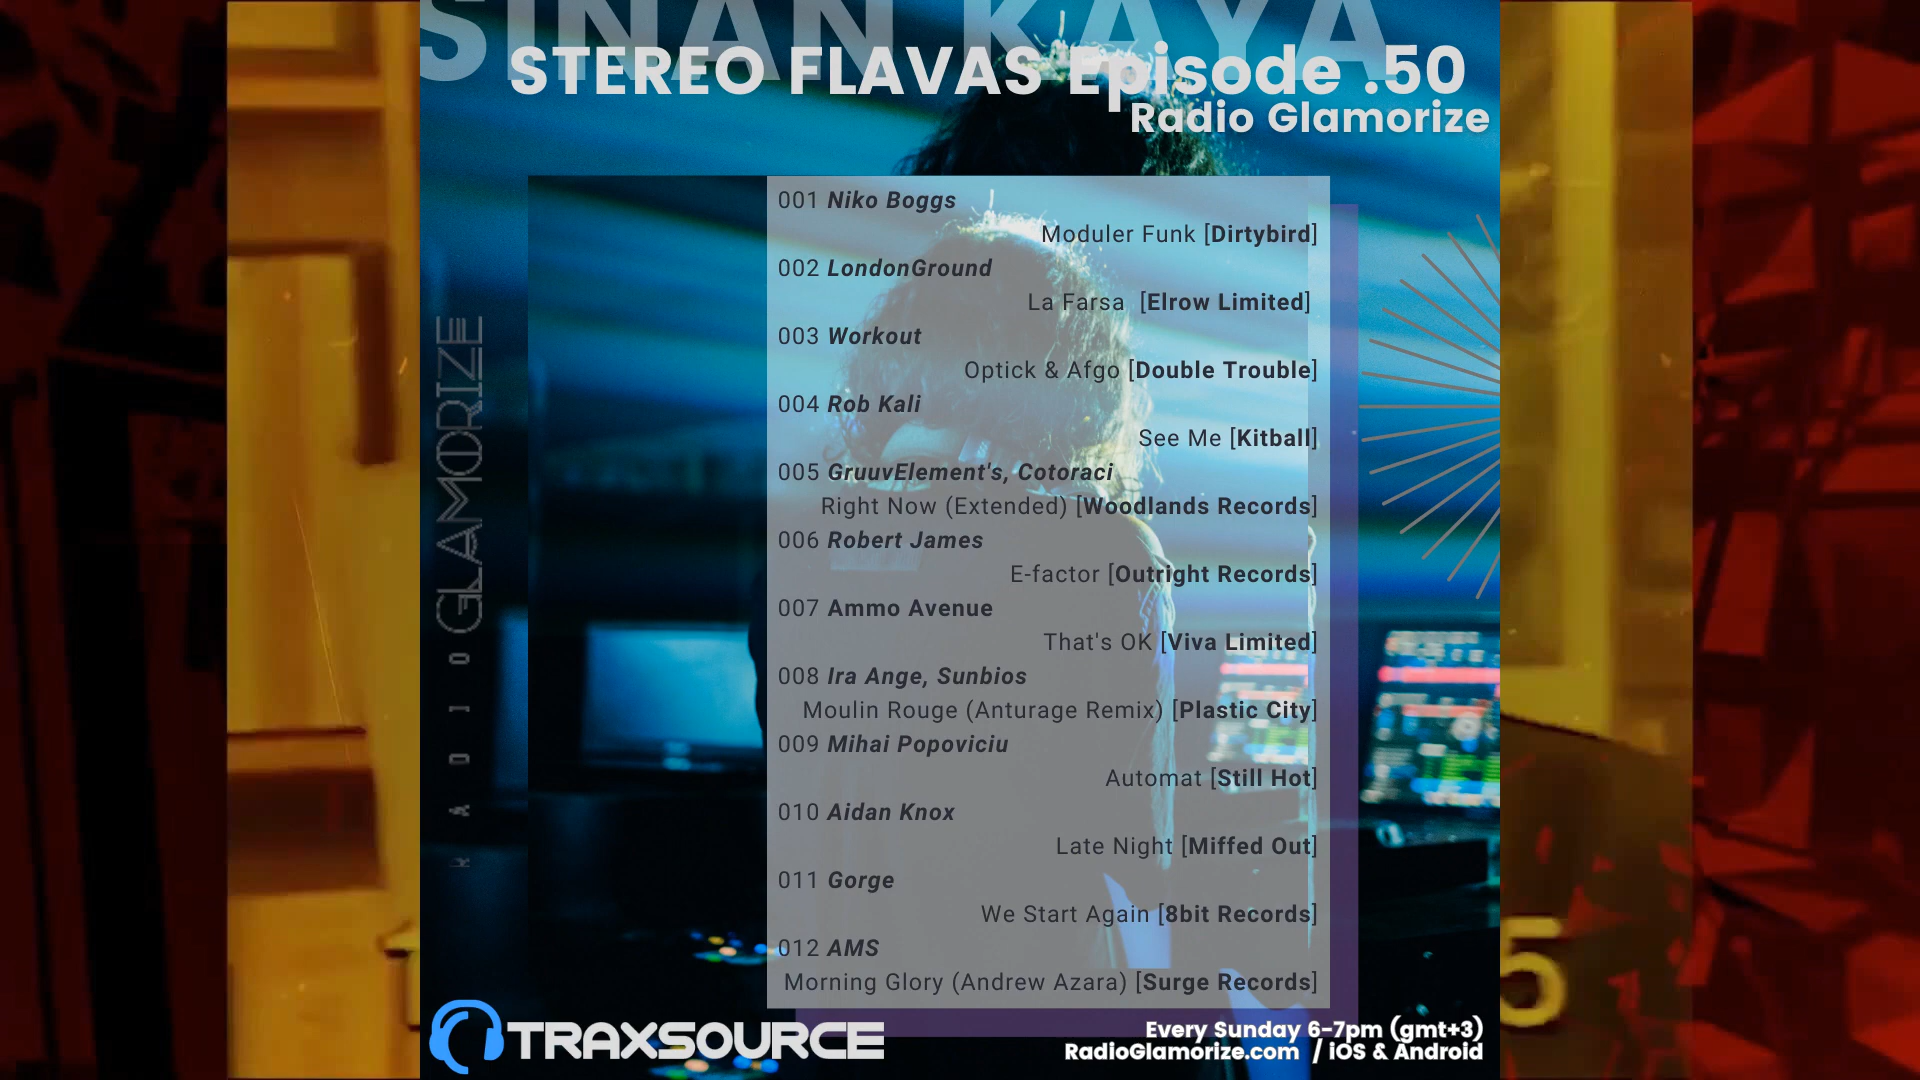 SINAN KAYA
STEREO FLAVAS Episode .50
Radio Glamorize
001 Niko Boggs
Moduler Funk [Dirtybird]
002 LondonGround
La Farsa [Elrow Limited]
003 Workout
Optick & Afgo [Double Trouble]
004 Rob Kali
See Me [Kitball]
005 GruuvElement's, Cotoraci
Right Now (Extended) [Woodlands Records]
006 Robert James
E-factor [Outright Records]
007 Ammo Avenue
That's OK [Viva Limited]
008 Ira Ange, Sunbios
Moulin Rouge (Anturage Remix) [Plastic City]
009 Mihai Popoviciu
Automat [Still Hot]
010 Aidan Knox
Late Night [Miffed Out]
011 Gorge
We Start Again [8bit Records]
012 AMS
Morning Glory (Andrew Azara) [Surge Records]
RADIO GLAMORIZE
TRAXSOURCE
Every Sunday 6-7pm (gmt+3)
RadioGlamorize.com / iOS & Android
5